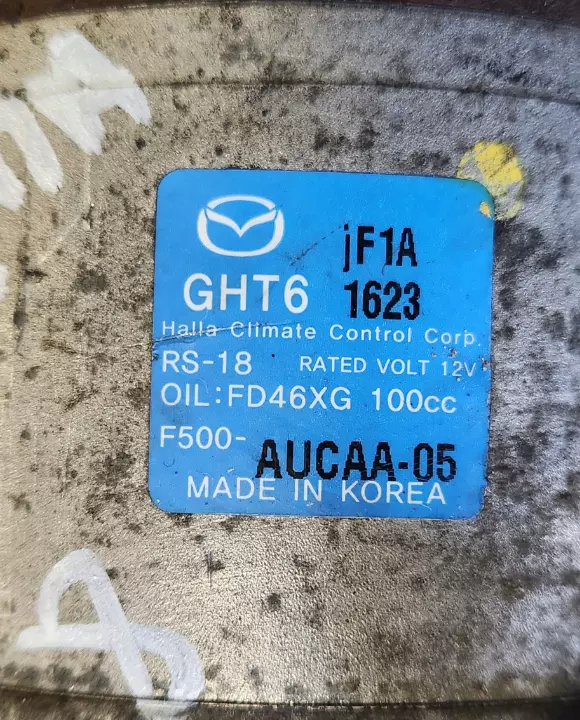 jF1A
GHT6 1623
Halla Climate Control Corp.
RS-18 RATED VOLT 12V
OIL:FD46XG 100cc
F500-AUCAA-05
MADE IN KOREA